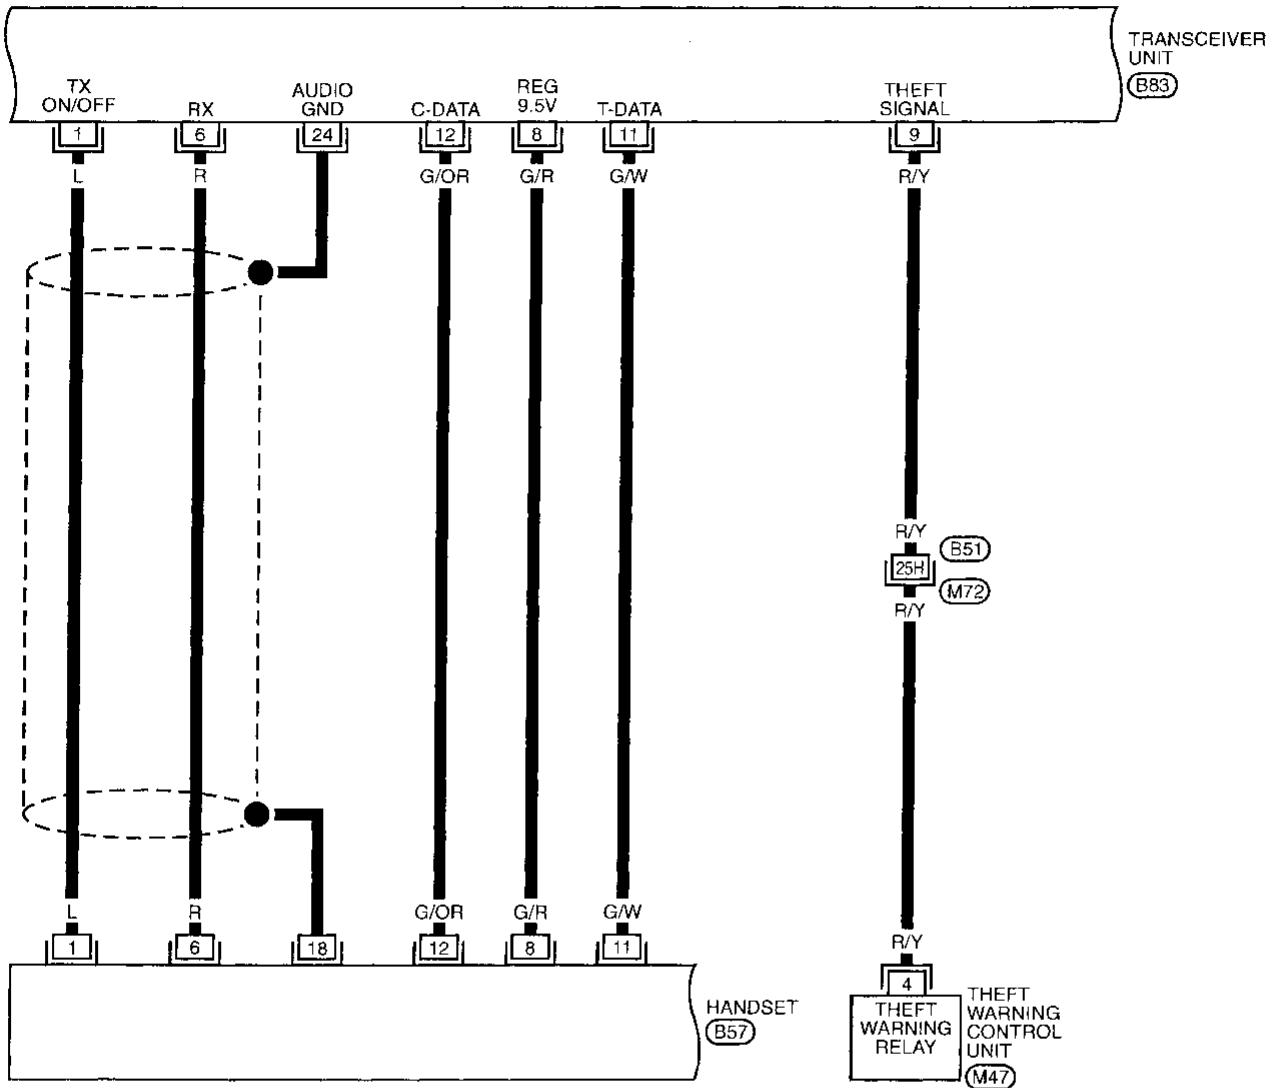 TRANSCEIVER
UNIT
B83
TX
ON/OFF
RX
AUDIO
GND
C-DATA
REG
9.5V
T-DATA
THEFT
SIGNAL
1
6
24
12
8
11
9
L
R
G/OR
G/R
G/W
R/Y
R/Y
B51
25H
M72
R/Y
L
R
G/OR
G/R
G/W
R/Y
1
6
18
12
8
11
4
HANDSET
B57
THEFT
WARNING
RELAY
THEFT
WARNING
CONTROL
UNIT
M47